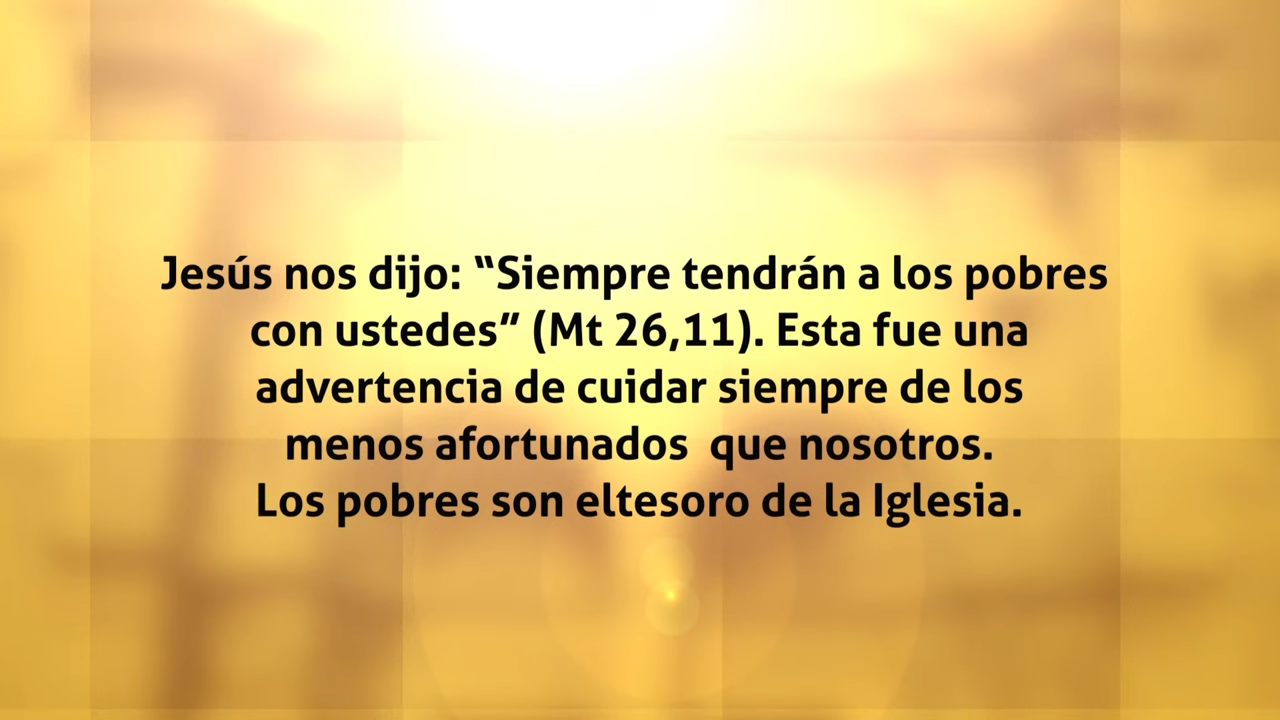 Jesús nos dijo: “Siempre tendrán a los pobres
con ustedes” (Mt 26,11). Esta fue una
advertencia de cuidar siempre de los
menos afortunados  que nosotros.
Los pobres son eltesoro de la Iglesia.